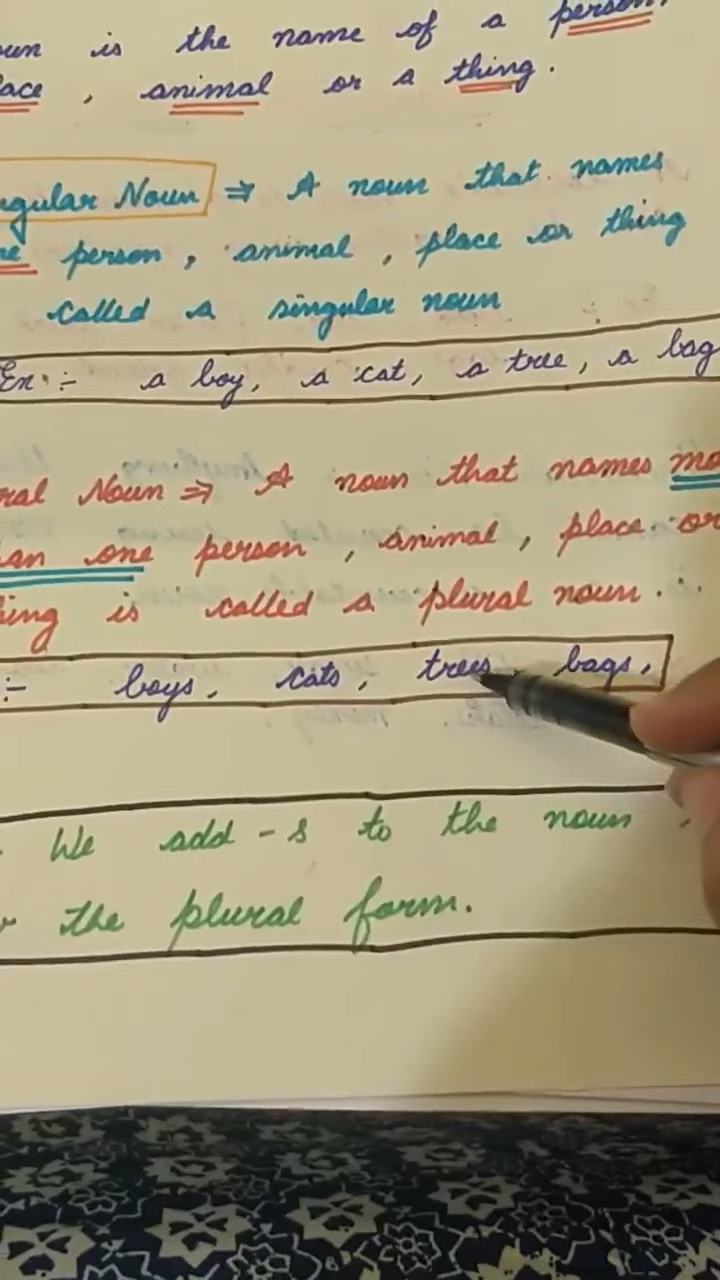 is the name of a person,
, animal or a thing.
Noun ⇒ A noun that names
person, animal, place or thing
called a singular noun
Ex:- a boy, a cat, a tree, a bag
Noun ⇒ A noun that names
one person, animal, place or
is called a plural noun.
:- boys, cats, trees, bags,
We add -s to the noun
the plural form.